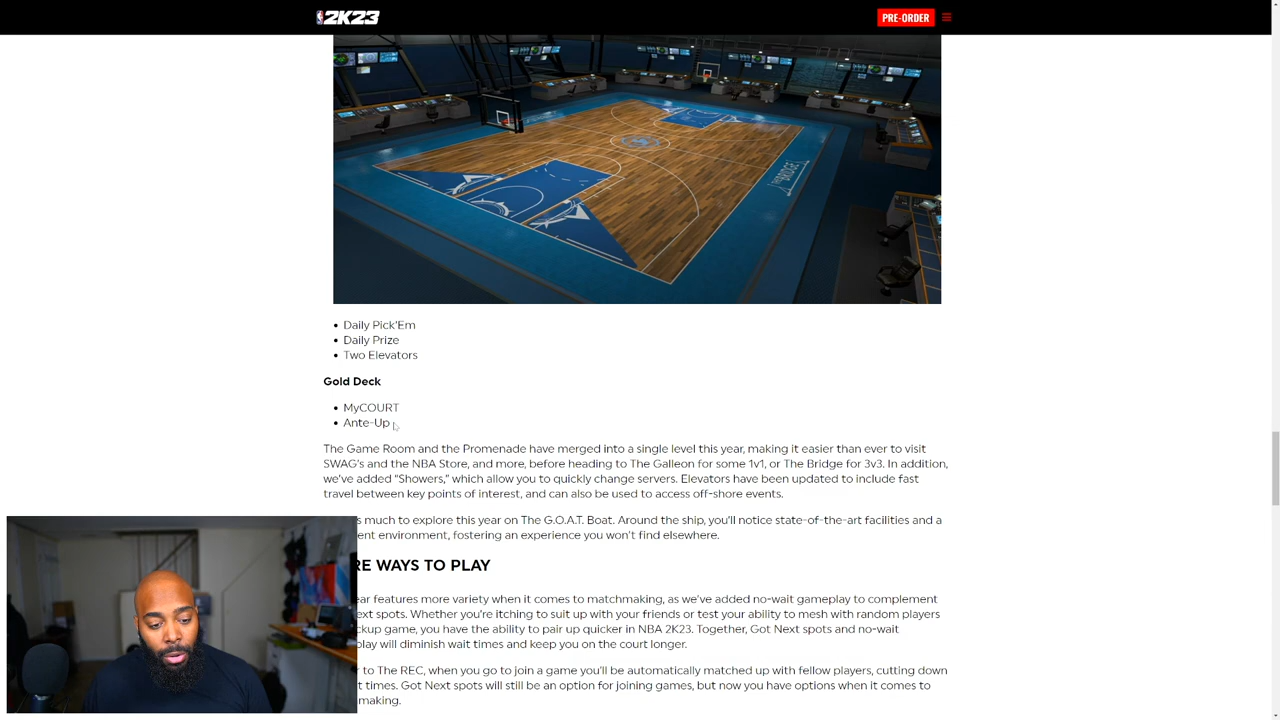 2K23
PRE-ORDER
THE BRIDGE
Daily Pick'Em
Daily Prize
Two Elevators
Gold Deck
MyCOURT
Ante-Up
The Game Room and the Promenade have merged into a single level this year, making it easier than ever to visit
SWAG's and the NBA Store, and more, before heading to The Galleon for some 1v1, or The Bridge for 3v3. In addition,
we've added "Showers," which allow you to quickly change servers. Elevators have been updated to include fast
travel between key points of interest, and can also be used to access off-shore events.
s much to explore this year on The G.O.A.T. Boat. Around the ship, you'll notice state-of-the-art facilities and a
ent environment, fostering an experience you won't find elsewhere.
RE WAYS TO PLAY
ear features more variety when it comes to matchmaking, as we've added no-wait gameplay to complement
ext spots. Whether you're itching to suit up with your friends or test your ability to mesh with random players
ckup game, you have the ability to pair up quicker in NBA 2K23. Together, Got Next spots and no-wait
play will diminish wait times and keep you on the court longer.
r to The REC, when you go to join a game you'll be automatically matched up with fellow players, cutting down
t times. Got Next spots will still be an option for joining games, but now you have options when it comes to
making.